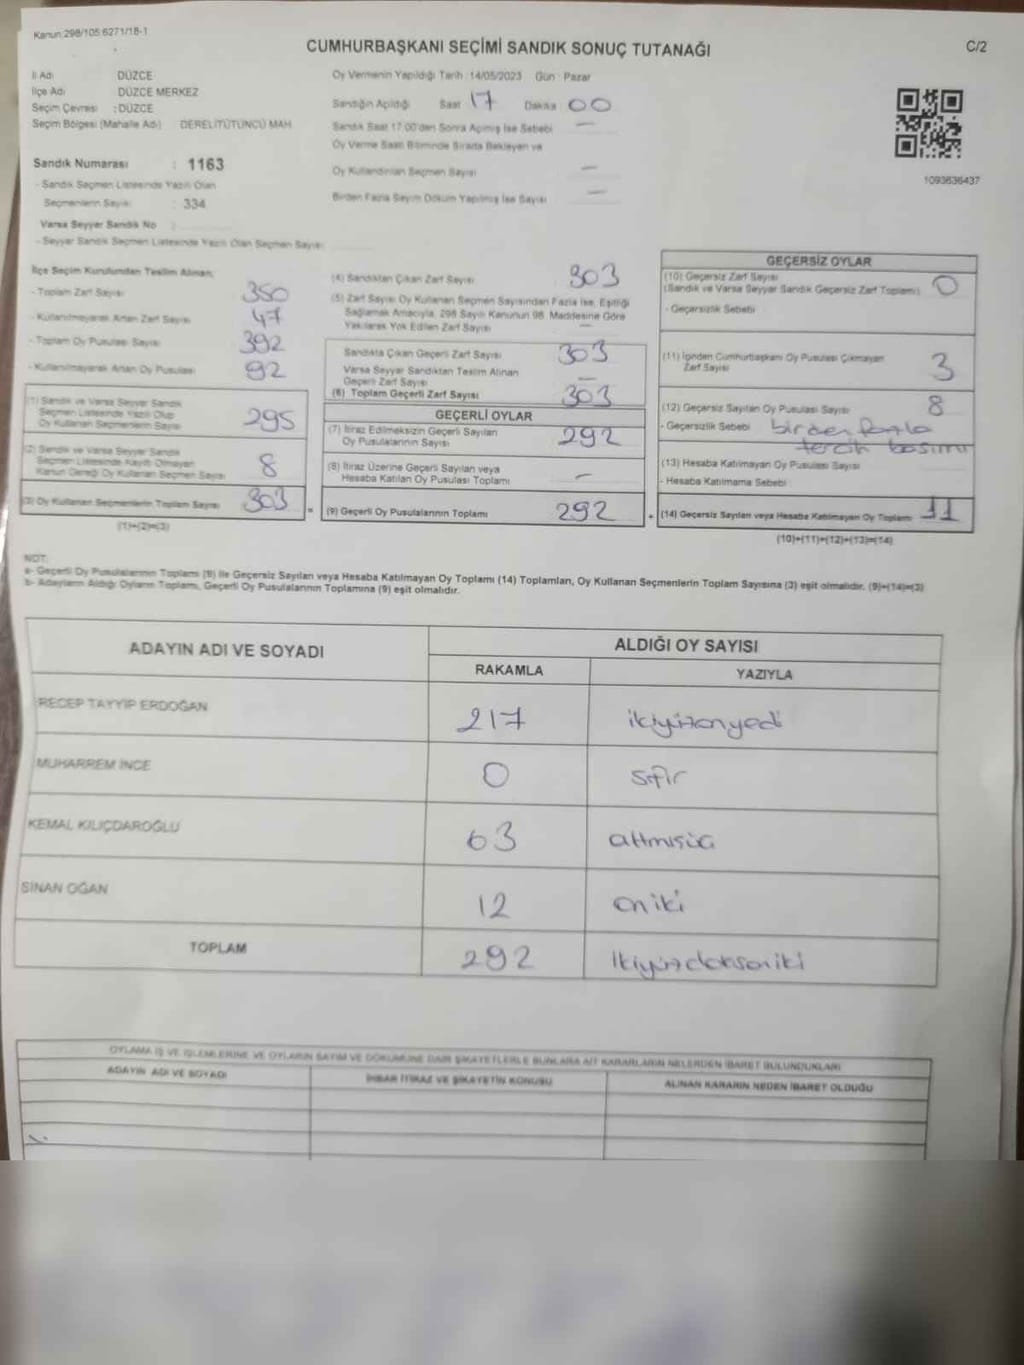 Kanun:298/105.6271/18-1
CUMHURBAŞKANI SEÇİMİ SANDIK SONUÇ TUTANAĞI
C/2
İl Adı DÜZCE
İlçe Adı DÜZCE MERKEZ
Seçim Çevresi : DÜZCE
Seçim Bölgesi (Mahalle Adı) DERELİTÜTÜNCÜ MAH.
Oy Vermenin Yapıldığı Tarih :14/05/2023 Gün : Pazar
Sandığın Açıldığı Saat 17 Dakika 00
Sandık Saat 17:00'den Sonra Açılmış İse Sebebi —
Oy Verme Saati Bitiminde Sırada Bekleyen ve
Oy Kullandırılan Seçmen Sayısı —
Birden Fazla Sayım Döküm Yapılmış İse Sayısı —
1093636437
Sandık Numarası : 1163
- Sandık Seçmen Listesinde Yazılı Olan
Seçmenlerin Sayısı : 334
Varsa Seyyar Sandık No :
- Seyyar Sandık Seçmen Listesinde Yazılı Olan Seçmen Sayısı:
İlçe Seçim Kurulundan Teslim Alınan;
- Toplam Zarf Sayısı 350
- Kullanılmayarak Artan Zarf Sayısı 47
- Toplam Oy Pusulası Sayısı 392
- Kullanılmayarak Artan Oy Pusulası 92
(1) Sandık ve Varsa Seyyar Sandık
Seçmen Listesinde Yazılı Olup
Oy Kullanan Seçmenlerin Sayısı 295
(2) Sandık ve Varsa Seyyar Sandık
Seçmen Listesinde Kayıtlı Olmayan
Kanun Gereği Oy Kullanan Seçmen Sayısı 8
(3) Oy Kullanan Seçmenlerin Toplam Sayısı 303
(1)+(2)=(3)
(4) Sandıktan Çıkan Zarf Sayısı 303
(5) Zarf Sayısı Oy Kullanan Seçmen Sayısından Fazla İse, Eşitliği
Sağlamak Amacıyla, 298 Sayılı Kanunun 98. Maddesine Göre
Yakılarak Yok Edilen Zarf Sayısı —
Sandıkta Çıkan Geçerli Zarf Sayısı 303
Varsa Seyyar Sandıktan Teslim Alınan
Geçerli Zarf Sayısı —
(6) Toplam Geçerli Zarf Sayısı 303
GEÇERLİ OYLAR
(7) İtiraz Edilmeksizin Geçerli Sayılan
Oy Pusulalarının Sayısı 292
(8) İtiraz Üzerine Geçerli Sayılan veya
Hesaba Katılan Oy Pusulası Toplamı —
= (9) Geçerli Oy Pusulalarının Toplamı 292
GEÇERSİZ OYLAR
(10) Geçersiz Zarf Sayısı
(Sandık ve Varsa Seyyar Sandık Geçersiz Zarf Toplamı) 0
- Geçersizlik Sebebi
(11) İçinden Cumhurbaşkanı Oy Pusulası Çıkmayan
Zarf Sayısı 3
(12) Geçersiz Sayılan Oy Pusulası Sayısı 8
- Geçersizlik Sebebi birden fazla
tercih basımı
(13) Hesaba Katılmayan Oy Pusulası Sayısı
- Hesaba Katılmama Sebebi
+ (14) Geçersiz Sayılan veya Hesaba Katılmayan Oy Toplamı 11
(10)+(11)+(12)+(13)=(14)
NOT:
a- Geçerli Oy Pusulalarının Toplamı (9) ile Geçersiz Sayılan veya Hesaba Katılmayan Oy Toplamı (14) Toplamları, Oy Kullanan Seçmenlerin Toplam Sayısına (3) eşit olmalıdır. (9)+(14)=(3)
b- Adayların Aldığı Oyların Toplamı, Geçerli Oy Pusulalarının Toplamına (9) eşit olmalıdır.
ADAYIN ADI VE SOYADI
ALDIĞI OY SAYISI
RAKAMLA YAZIYLA
RECEP TAYYİP ERDOĞAN 217 ikiyüzonyedi
MUHARREM İNCE 0 sıfır
KEMAL KILIÇDAROĞLU 63 altmışüç
SİNAN OĞAN 12 oniki
TOPLAM 292 ikiyüzdoksaniki
OYLAMA İŞ VE İŞLEMLERİNE VE OYLARIN SAYIM VE DÖKÜMÜNE DAİR ŞİKAYETLERLE BUNLARA AİT KARARLARIN NELERDEN İBARET BULUNDUKLARI
ADAYIN ADI VE SOYADI İHBAR İTİRAZ VE ŞİKAYETİN KONUSU ALINAN KARARIN NEDEN İBARET OLDUĞU